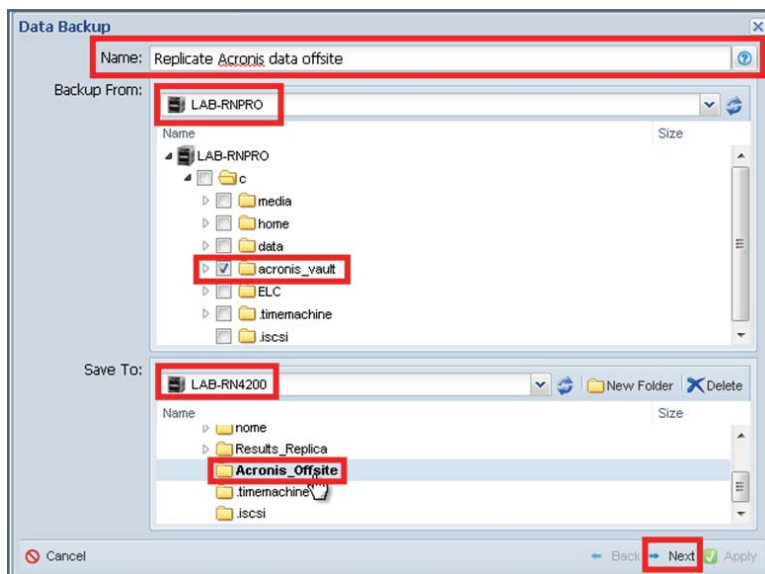 Data Backup
Name: Replicate Acronis data offsite
Backup From: LAB-RNPRO
Name Size
LAB-RNPRO
c
media
home
data
acronis_vault
ELC
.timemachine
.iscsi
Save To: LAB-RN4200 New Folder Delete
Name Size
home
Results_Replica
Acronis_Offsite
.timemachine
.iscsi
Cancel Back Next Apply